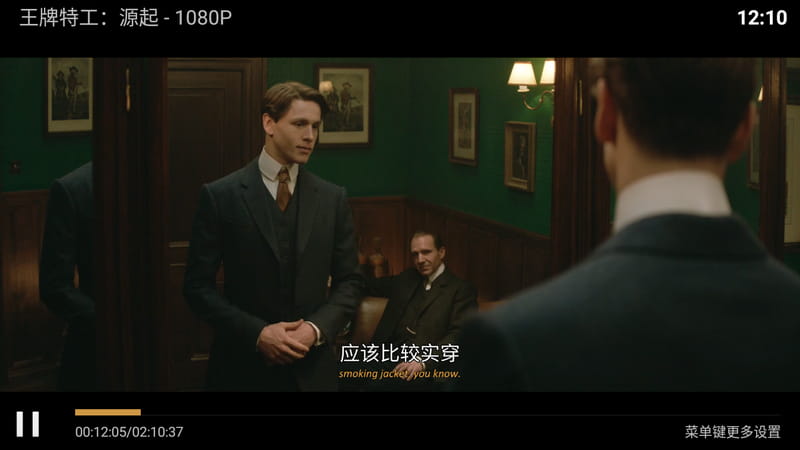 王牌特工：源起 - 1080P
12:10
应该比较实穿
smoking jacket, you know.
00:12:05/02:10:37
菜单键更多设置